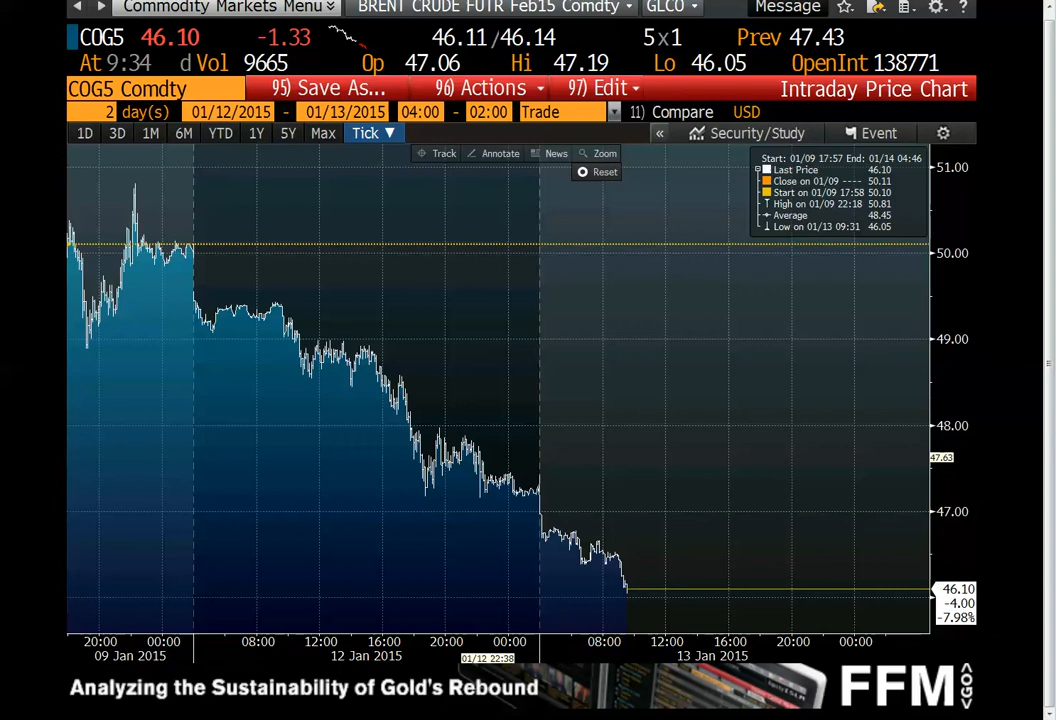 Commodity Markets Menu BRENT CRUDE FUTR Feb15 Comdty GLCO Message
COG5 46.10 -1.33 46.11/46.14 5x1 Prev 47.43
At 9:34 d Vol 9665 Op 47.06 Hi 47.19 Lo 46.05 OpenInt 138771
COG5 Comdty 95) Save As... 96) Actions 97) Edit Intraday Price Chart
2 day(s) 01/12/2015 - 01/13/2015 04:00 - 02:00 Trade 11) Compare USD
1D 3D 1M 6M YTD 1Y 5Y Max Tick ▼ « Security/Study Event
Track Annotate News Zoom
Reset
Start: 01/09 17:57 End: 01/14 04:46
Last Price 46.10
Close on 01/09 ---- 50.11
Start on 01/09 17:58 50.10
High on 01/09 22:18 50.81
Average 48.45
Low on 01/13 09:31 46.05
51.00
50.00
49.00
48.00
47.63
47.00
46.10
-4.00
-7.98%
20:00 00:00 08:00 12:00 16:00 20:00 00:00 08:00 12:00 16:00 20:00 00:00
09 Jan 2015 12 Jan 2015 01/12 22:38 13 Jan 2015
Analyzing the Sustainability of Gold's Rebound FFM <GO>